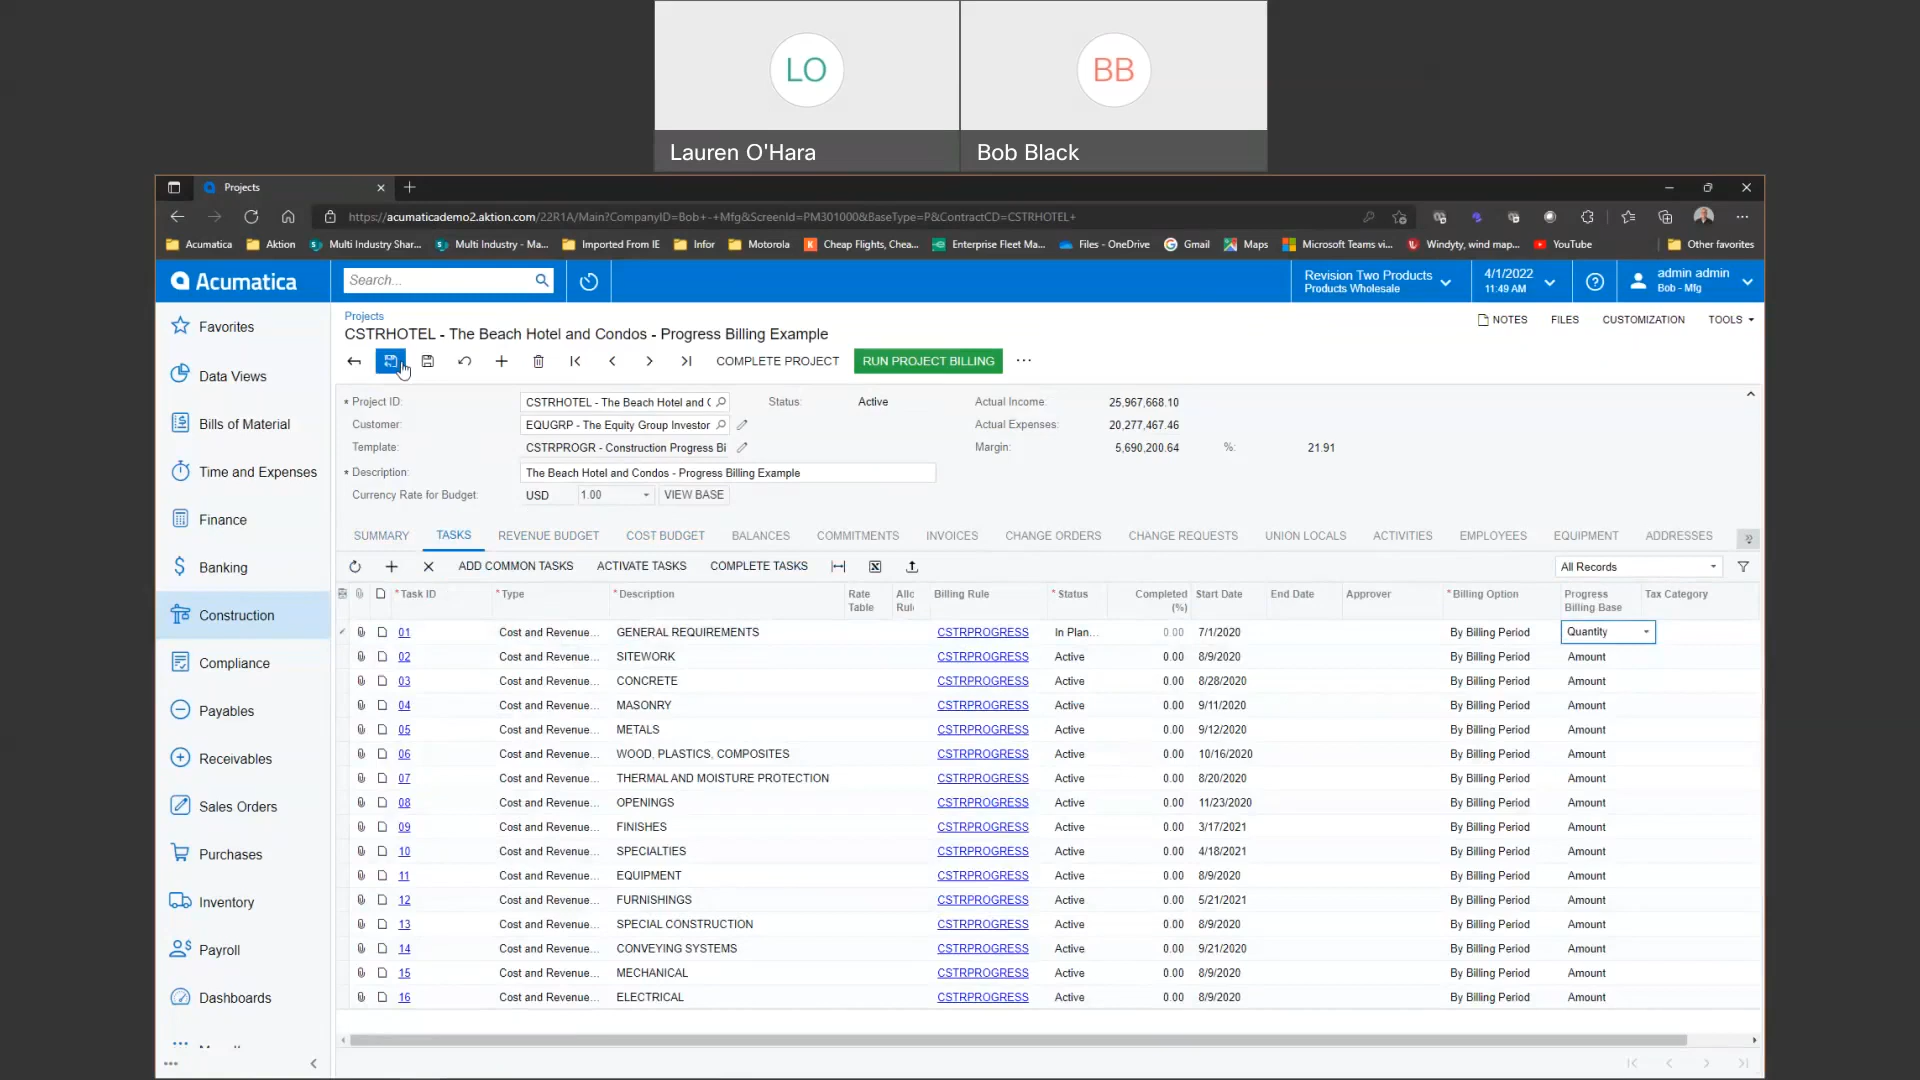 LO
BB
Lauren O'Hara
Bob Black
Projects
https://acumaticademo2.aktion.com/22R1A/Main?CompanyID=Bob+-+Mfg&ScreenId=PM301000&BaseType=P&ContractCD=CSTRHOTEL+
Acumatica Aktion Multi Industry Shar... Multi Industry - Ma... Imported From IE Infor Motorola Cheap Flights, Chea... Enterprise Fleet Ma... Files - OneDrive Gmail Maps Microsoft Teams vi... Windyty, wind map... YouTube Other favorites
Acumatica
Search...
Revision Two Products
Products Wholesale
4/1/2022
11:49 AM
admin admin
Bob - Mfg
Favorites
Data Views
Bills of Material
Time and Expenses
Finance
Banking
Construction
Compliance
Payables
Receivables
Sales Orders
Purchases
Inventory
Payroll
Dashboards
Projects
CSTRHOTEL - The Beach Hotel and Condos - Progress Billing Example
NOTES FILES CUSTOMIZATION TOOLS
COMPLETE PROJECT RUN PROJECT BILLING ...
* Project ID: CSTRHOTEL - The Beach Hotel and ( Status: Active Actual Income: 25,967,668.10
Customer: EQUGRP - The Equity Group Investor Actual Expenses: 20,277,467.46
Template: CSTRPROGR - Construction Progress Bi Margin: 5,690,200.64 %: 21.91
* Description: The Beach Hotel and Condos - Progress Billing Example
Currency Rate for Budget: USD 1.00 VIEW BASE
SUMMARY TASKS REVENUE BUDGET COST BUDGET BALANCES COMMITMENTS INVOICES CHANGE ORDERS CHANGE REQUESTS UNION LOCALS ACTIVITIES EMPLOYEES EQUIPMENT ADDRESSES
ADD COMMON TASKS ACTIVATE TASKS COMPLETE TASKS All Records
* Task ID * Type * Description Rate Table Alloc Rul Billing Rule * Status Completed (%) Start Date End Date Approver * Billing Option Progress Billing Base Tax Category
01 Cost and Revenue... GENERAL REQUIREMENTS CSTRPROGRESS In Plan... 0.00 7/1/2020 By Billing Period Quantity
02 Cost and Revenue... SITEWORK CSTRPROGRESS Active 0.00 8/9/2020 By Billing Period Amount
03 Cost and Revenue... CONCRETE CSTRPROGRESS Active 0.00 8/28/2020 By Billing Period Amount
04 Cost and Revenue... MASONRY CSTRPROGRESS Active 0.00 9/11/2020 By Billing Period Amount
05 Cost and Revenue... METALS CSTRPROGRESS Active 0.00 9/12/2020 By Billing Period Amount
06 Cost and Revenue... WOOD, PLASTICS, COMPOSITES CSTRPROGRESS Active 0.00 10/16/2020 By Billing Period Amount
07 Cost and Revenue... THERMAL AND MOISTURE PROTECTION CSTRPROGRESS Active 0.00 8/20/2020 By Billing Period Amount
08 Cost and Revenue... OPENINGS CSTRPROGRESS Active 0.00 11/23/2020 By Billing Period Amount
09 Cost and Revenue... FINISHES CSTRPROGRESS Active 0.00 3/17/2021 By Billing Period Amount
10 Cost and Revenue... SPECIALTIES CSTRPROGRESS Active 0.00 4/18/2021 By Billing Period Amount
11 Cost and Revenue... EQUIPMENT CSTRPROGRESS Active 0.00 8/9/2020 By Billing Period Amount
12 Cost and Revenue... FURNISHINGS CSTRPROGRESS Active 0.00 5/21/2021 By Billing Period Amount
13 Cost and Revenue... SPECIAL CONSTRUCTION CSTRPROGRESS Active 0.00 8/9/2020 By Billing Period Amount
14 Cost and Revenue... CONVEYING SYSTEMS CSTRPROGRESS Active 0.00 9/21/2020 By Billing Period Amount
15 Cost and Revenue... MECHANICAL CSTRPROGRESS Active 0.00 8/9/2020 By Billing Period Amount
16 Cost and Revenue... ELECTRICAL CSTRPROGRESS Active 0.00 8/9/2020 By Billing Period Amount